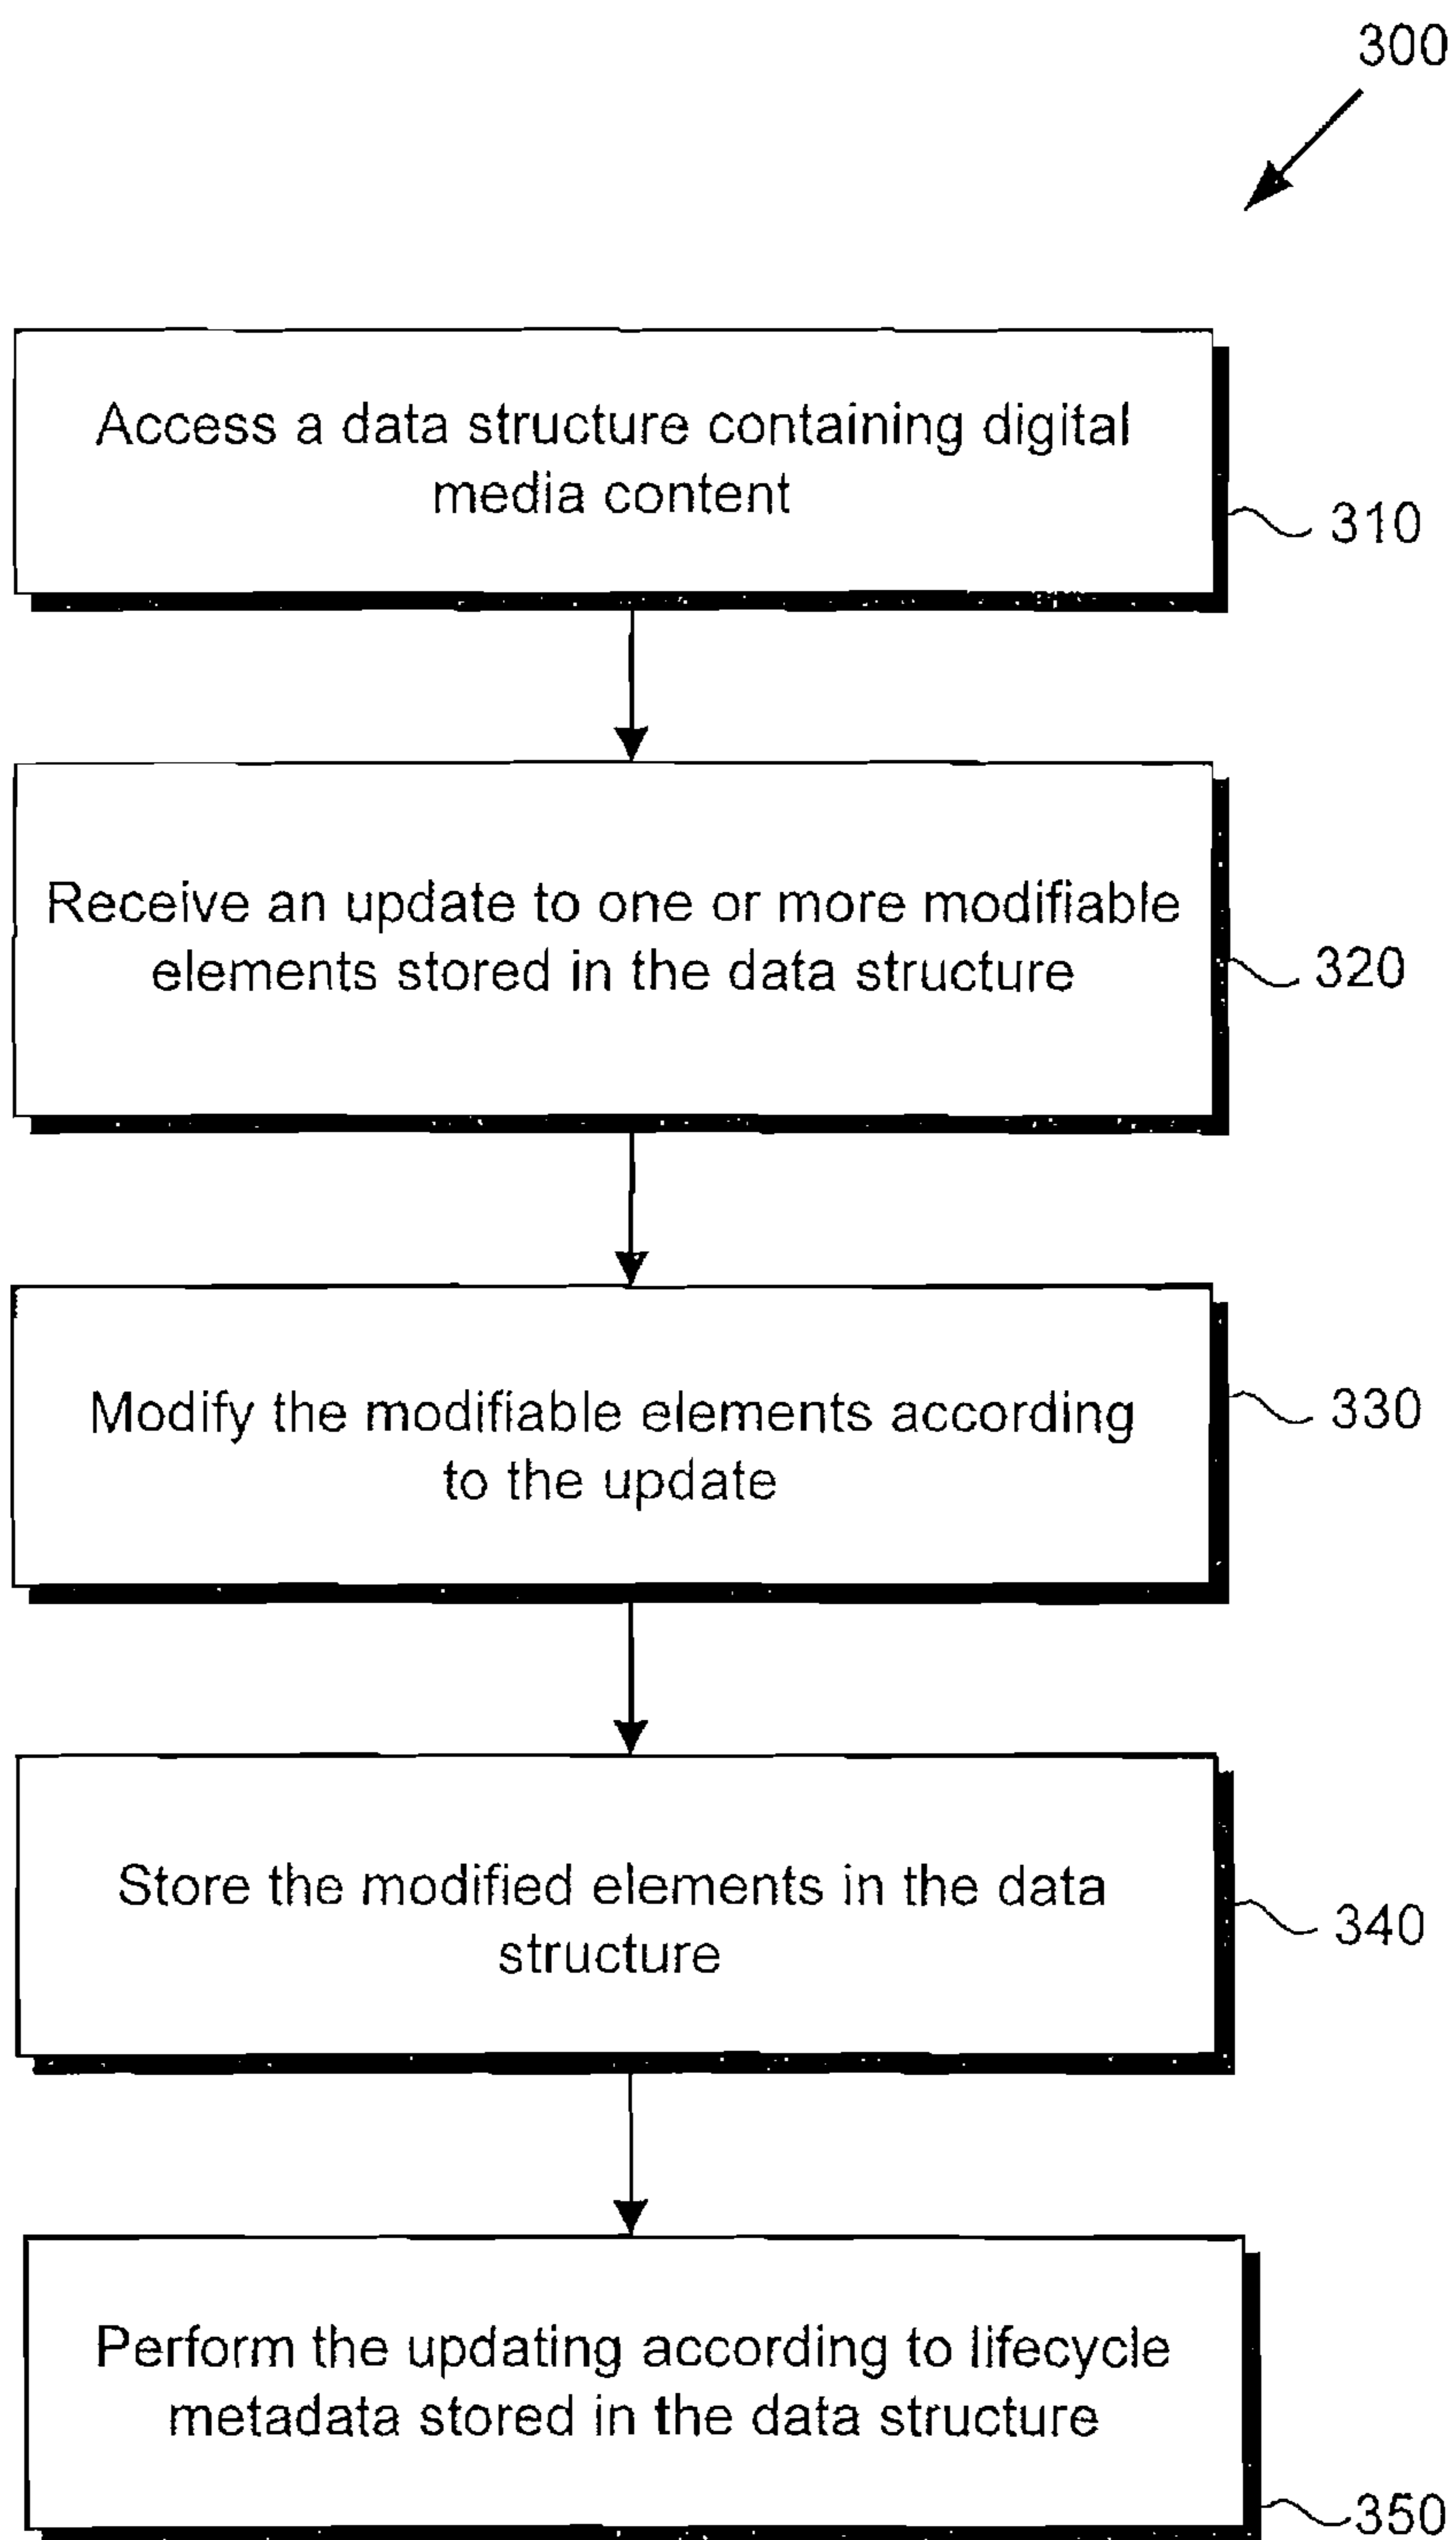 300
Access a data structure containing digital
media content
310
Receive an update to one or more modifiable
elements stored in the data structure
320
Modify the modifiable elements according
to the update
330
Store the modified elements in the data
structure
340
Perform the updating according to lifecycle
metadata stored in the data structure
350